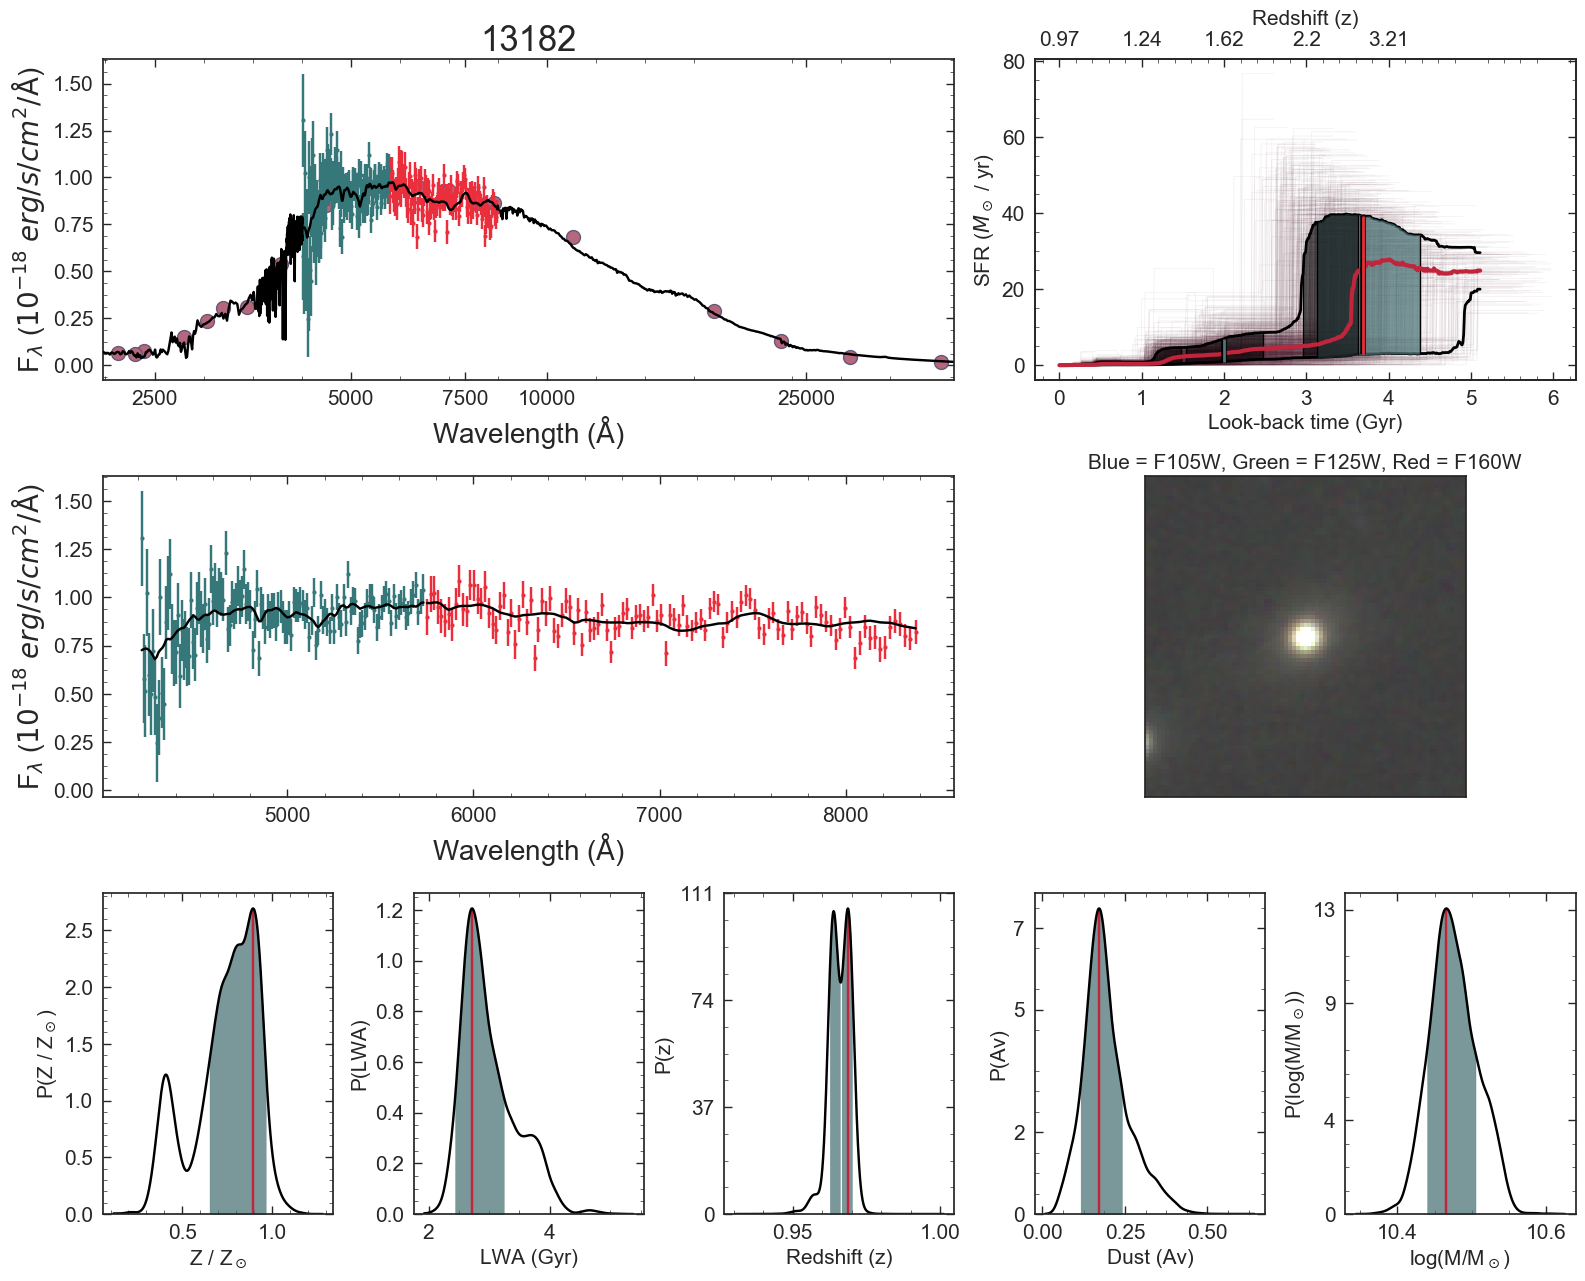 13182
1.50
1.25
1.00
0.75
0.50
0.25
0.00
F_λ (10^{-18} erg/s/cm^2/Å)
2500 5000 7500 10000 25000
Wavelength (Å)
Redshift (z)
0.97 1.24 1.62 2.2 3.21
80
60
40
20
0
SFR (M_⊙ / yr)
0 1 2 3 4 5 6
Look-back time (Gyr)
1.50
1.25
1.00
0.75
0.50
0.25
0.00
F_λ (10^{-18} erg/s/cm^2/Å)
5000 6000 7000 8000
Wavelength (Å)
Blue = F105W, Green = F125W, Red = F160W
2.5
2.0
1.5
1.0
0.5
0.0
P(Z / Z_⊙)
0.5 1.0
Z / Z_⊙
1.2
1.0
0.8
0.6
0.4
0.2
0.0
P(LWA)
2 4
LWA (Gyr)
111
74
37
0
P(z)
0.95 1.00
Redshift (z)
7
5
2
0
P(Av)
0.00 0.25 0.50
Dust (Av)
13
9
4
0
P(log(M/M_⊙))
10.4 10.6
log(M/M_⊙)